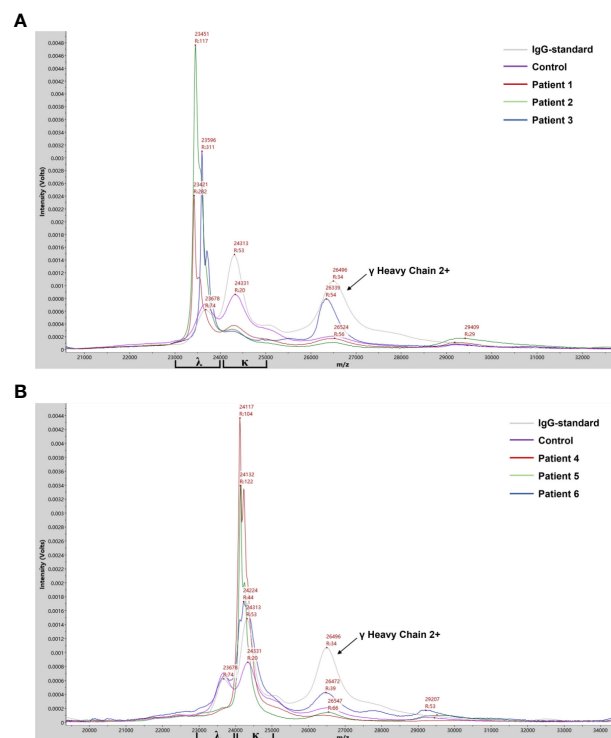 A
IgG-standard
Control
Patient 1
Patient 2
Patient 3
Intensity (Volts)
0.0048
0.0046
0.0044
0.0042
0.004
0.0038
0.0036
0.0034
0.0032
0.003
0.0028
0.0026
0.0024
0.0022
0.002
0.0018
0.0016
0.0014
0.0012
0.001
0.0008
0.0006
0.0004
0.0002
0
23451
R:117
23596
R:311
23421
R:292
23678
R:74
24313
R:53
24331
R:20
26496
R:34
26339
R:54
26524
R:56
29409
R:29
γ Heavy Chain 2+
21000 22000 23000 24000 25000 26000 27000 28000 29000 30000 31000 32000
λ κ m/z
B
IgG-standard
Control
Patient 4
Patient 5
Patient 6
Intensity (Volts)
0.0044
0.0042
0.004
0.0038
0.0036
0.0034
0.0032
0.003
0.0028
0.0026
0.0024
0.0022
0.002
0.0018
0.0016
0.0014
0.0012
0.001
0.0008
0.0006
0.0004
0.0002
0
24117
R:104
24132
R:122
24224
R:44
24313
R:53
24331
R:20
23678
R:74
26496
R:34
26472
R:39
26547
R:66
29207
R:53
γ Heavy Chain 2+
20000 21000 22000 23000 24000 25000 26000 27000 28000 29000 30000 31000 32000 33000 34000
λ κ m/z